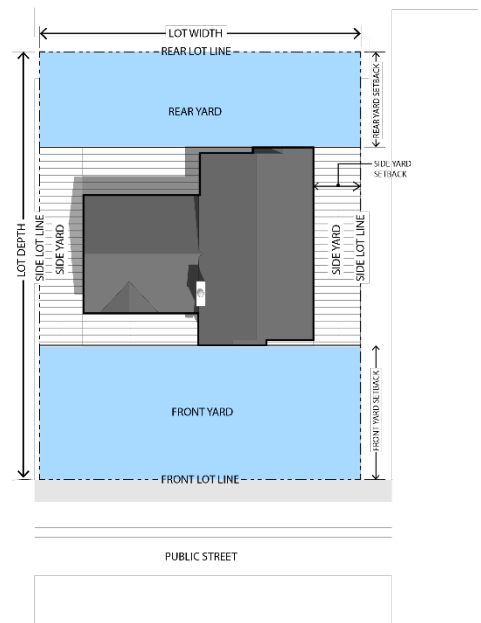 LOT WIDTH
REAR LOT LINE
REAR YARD SETBACK
REAR YARD
SIDE YARD
SETBACK
LOT DEPTH
SIDE LOT LINE
SIDE YARD
SIDE YARD
SIDE LOT LINE
FRONT YARD SETBACK
FRONT YARD
FRONT LOT LINE
PUBLIC STREET